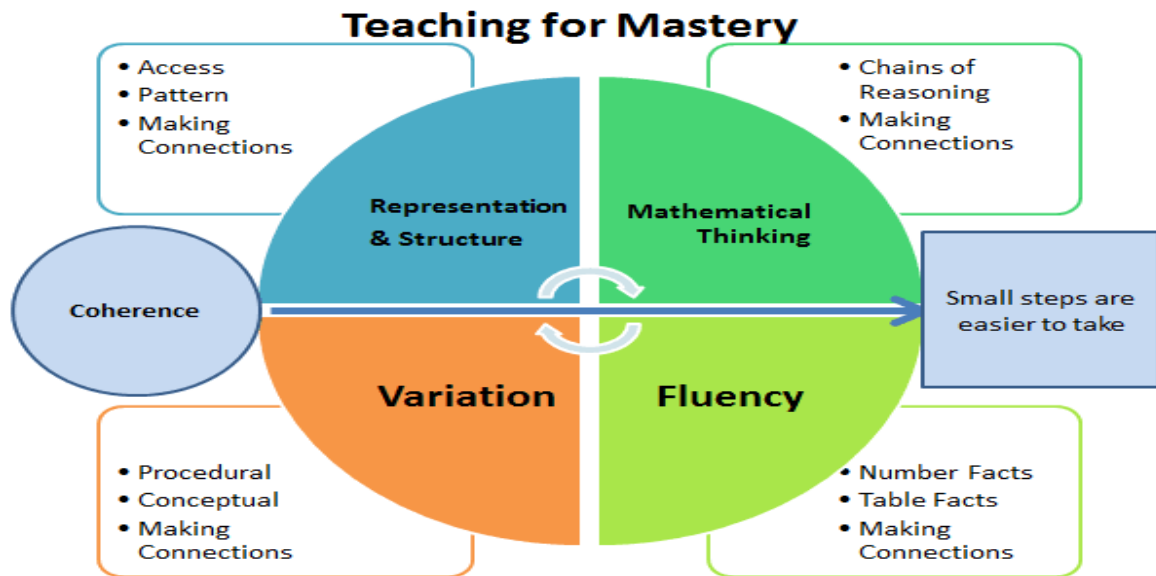 Teaching for Mastery
• Access
• Pattern
• Making
Connections
• Chains of
Reasoning
• Making
Connections
Representation
& Structure
Mathematical
Thinking
Coherence
Small steps are
easier to take
Variation
Fluency
• Procedural
• Conceptual
• Making
Connections
• Number Facts
• Table Facts
• Making
Connections